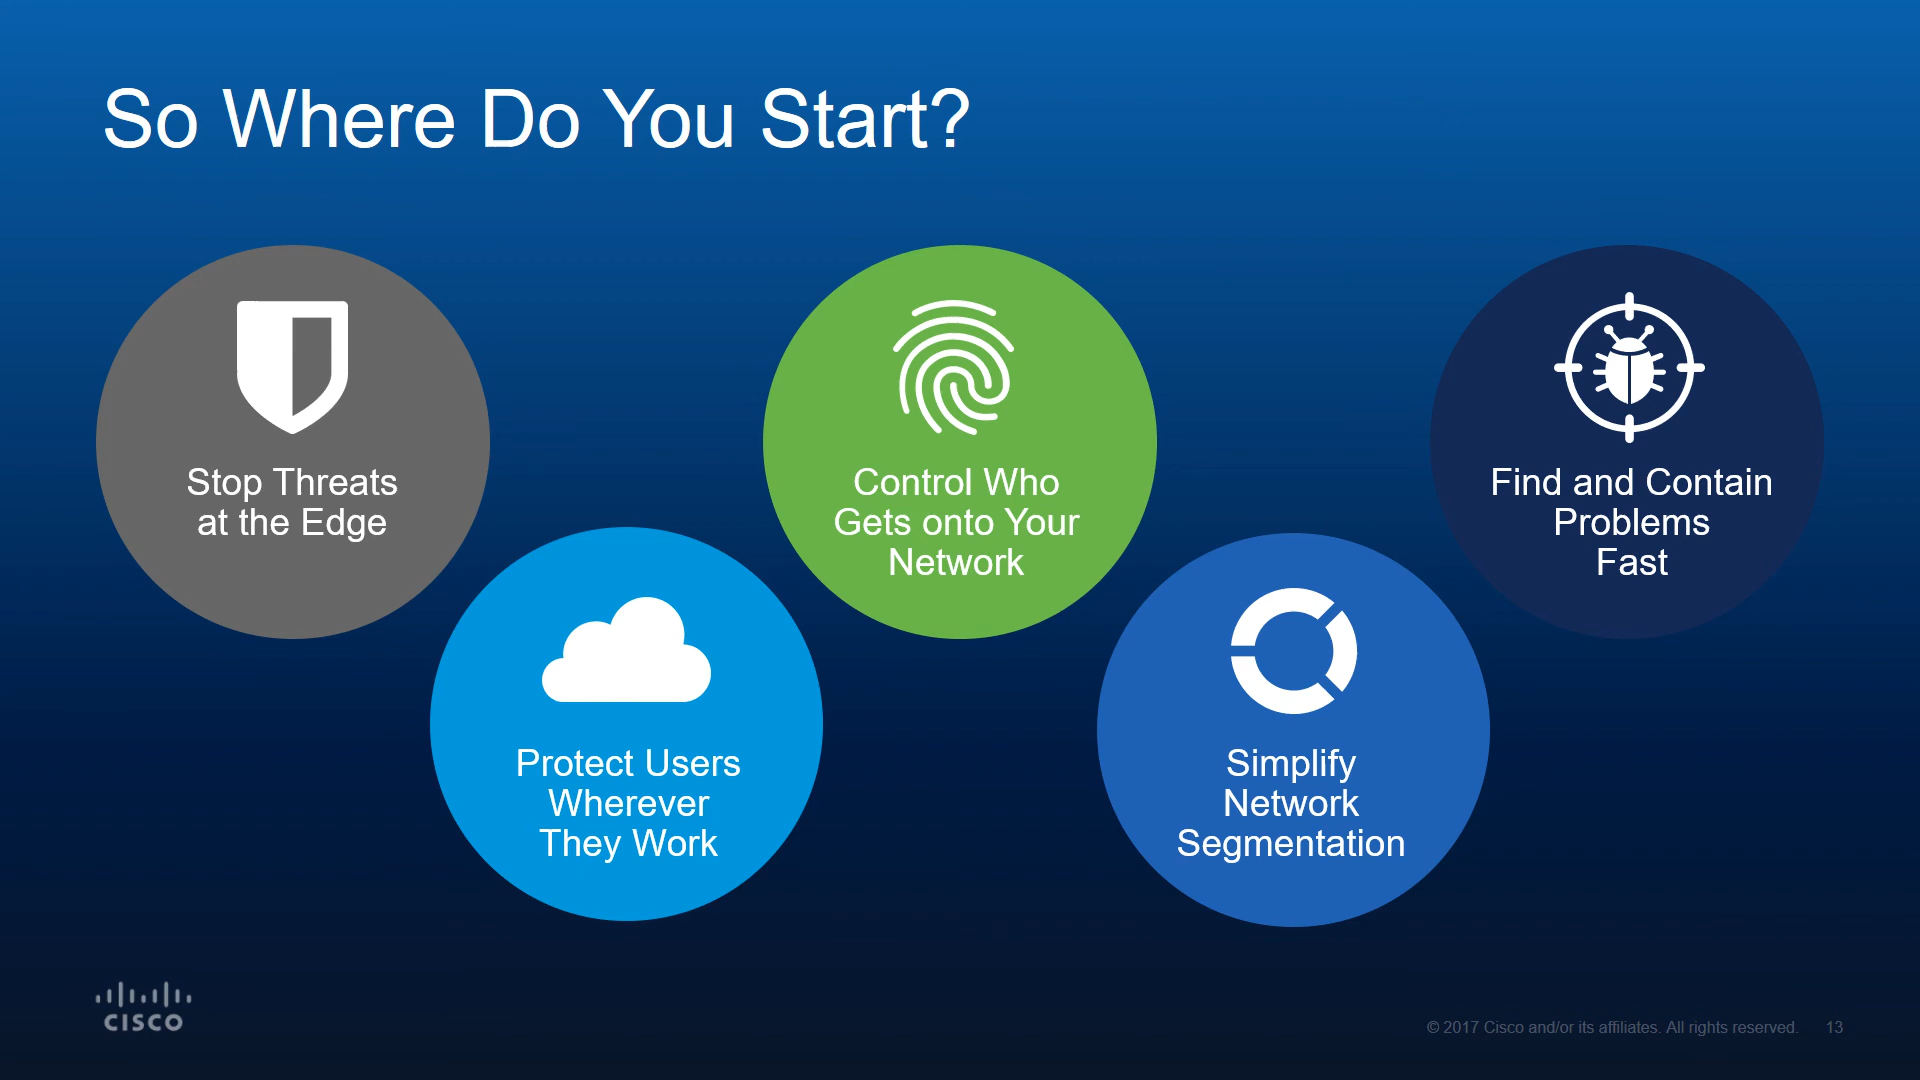 So Where Do You Start?
Stop Threats
at the Edge
Protect Users
Wherever
They Work
Control Who
Gets onto Your
Network
Simplify
Network
Segmentation
Find and Contain
Problems
Fast
CISCO
© 2017 Cisco and/or its affiliates. All rights reserved. 13